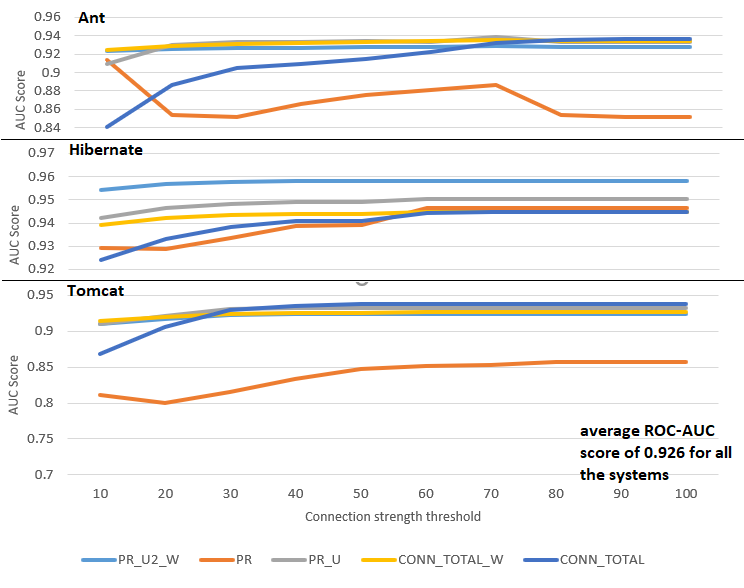 Ant
0.96
0.94
0.92
0.9
0.88
0.86
0.84
AUC Score
Hibernate
0.97
0.96
0.95
0.94
0.93
0.92
AUC Score
Tomcat
0.95
0.9
0.85
0.8
0.75
0.7
AUC Score
average ROC-AUC
score of 0.926 for all
the systems
10 20 30 40 50 60 70 80 90 100
Connection strength threshold
PR_U2_W PR PR_U CONN_TOTAL_W CONN_TOTAL